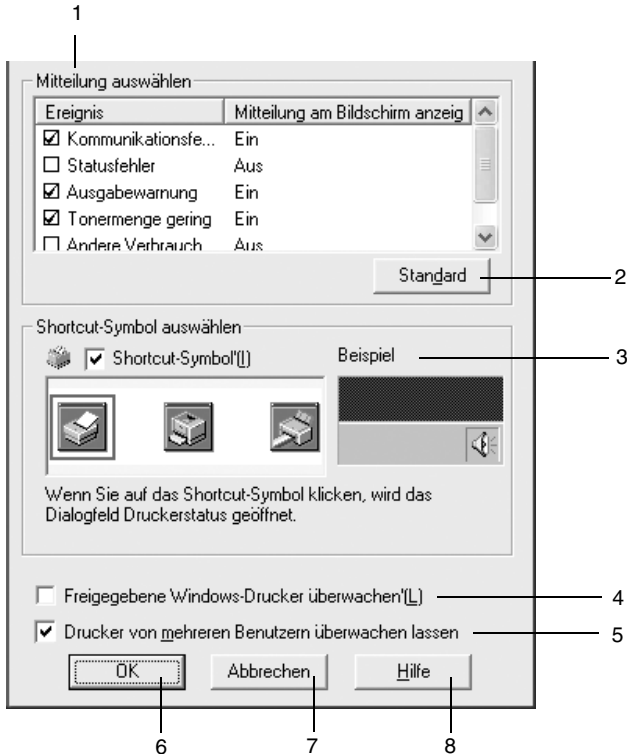 1
Mitteilung auswählen
Ereignis Mitteilung am Bildschirm anzeig
Kommunikationsfe... Ein
Statusfehler Aus
Ausgabewarnung Ein
Tonermenge gering Ein
Andere Verbrauch Aus
Standard
2
Shortcut-Symbol auswählen
Shortcut-Symbol'(I)
Beispiel
3
Wenn Sie auf das Shortcut-Symbol klicken, wird das
Dialogfeld Druckerstatus geöffnet.
Freigegebene Windows-Drucker überwachen'(L)
4
Drucker von mehreren Benutzern überwachen lassen
5
OK Abbrechen Hilfe
6 7 8